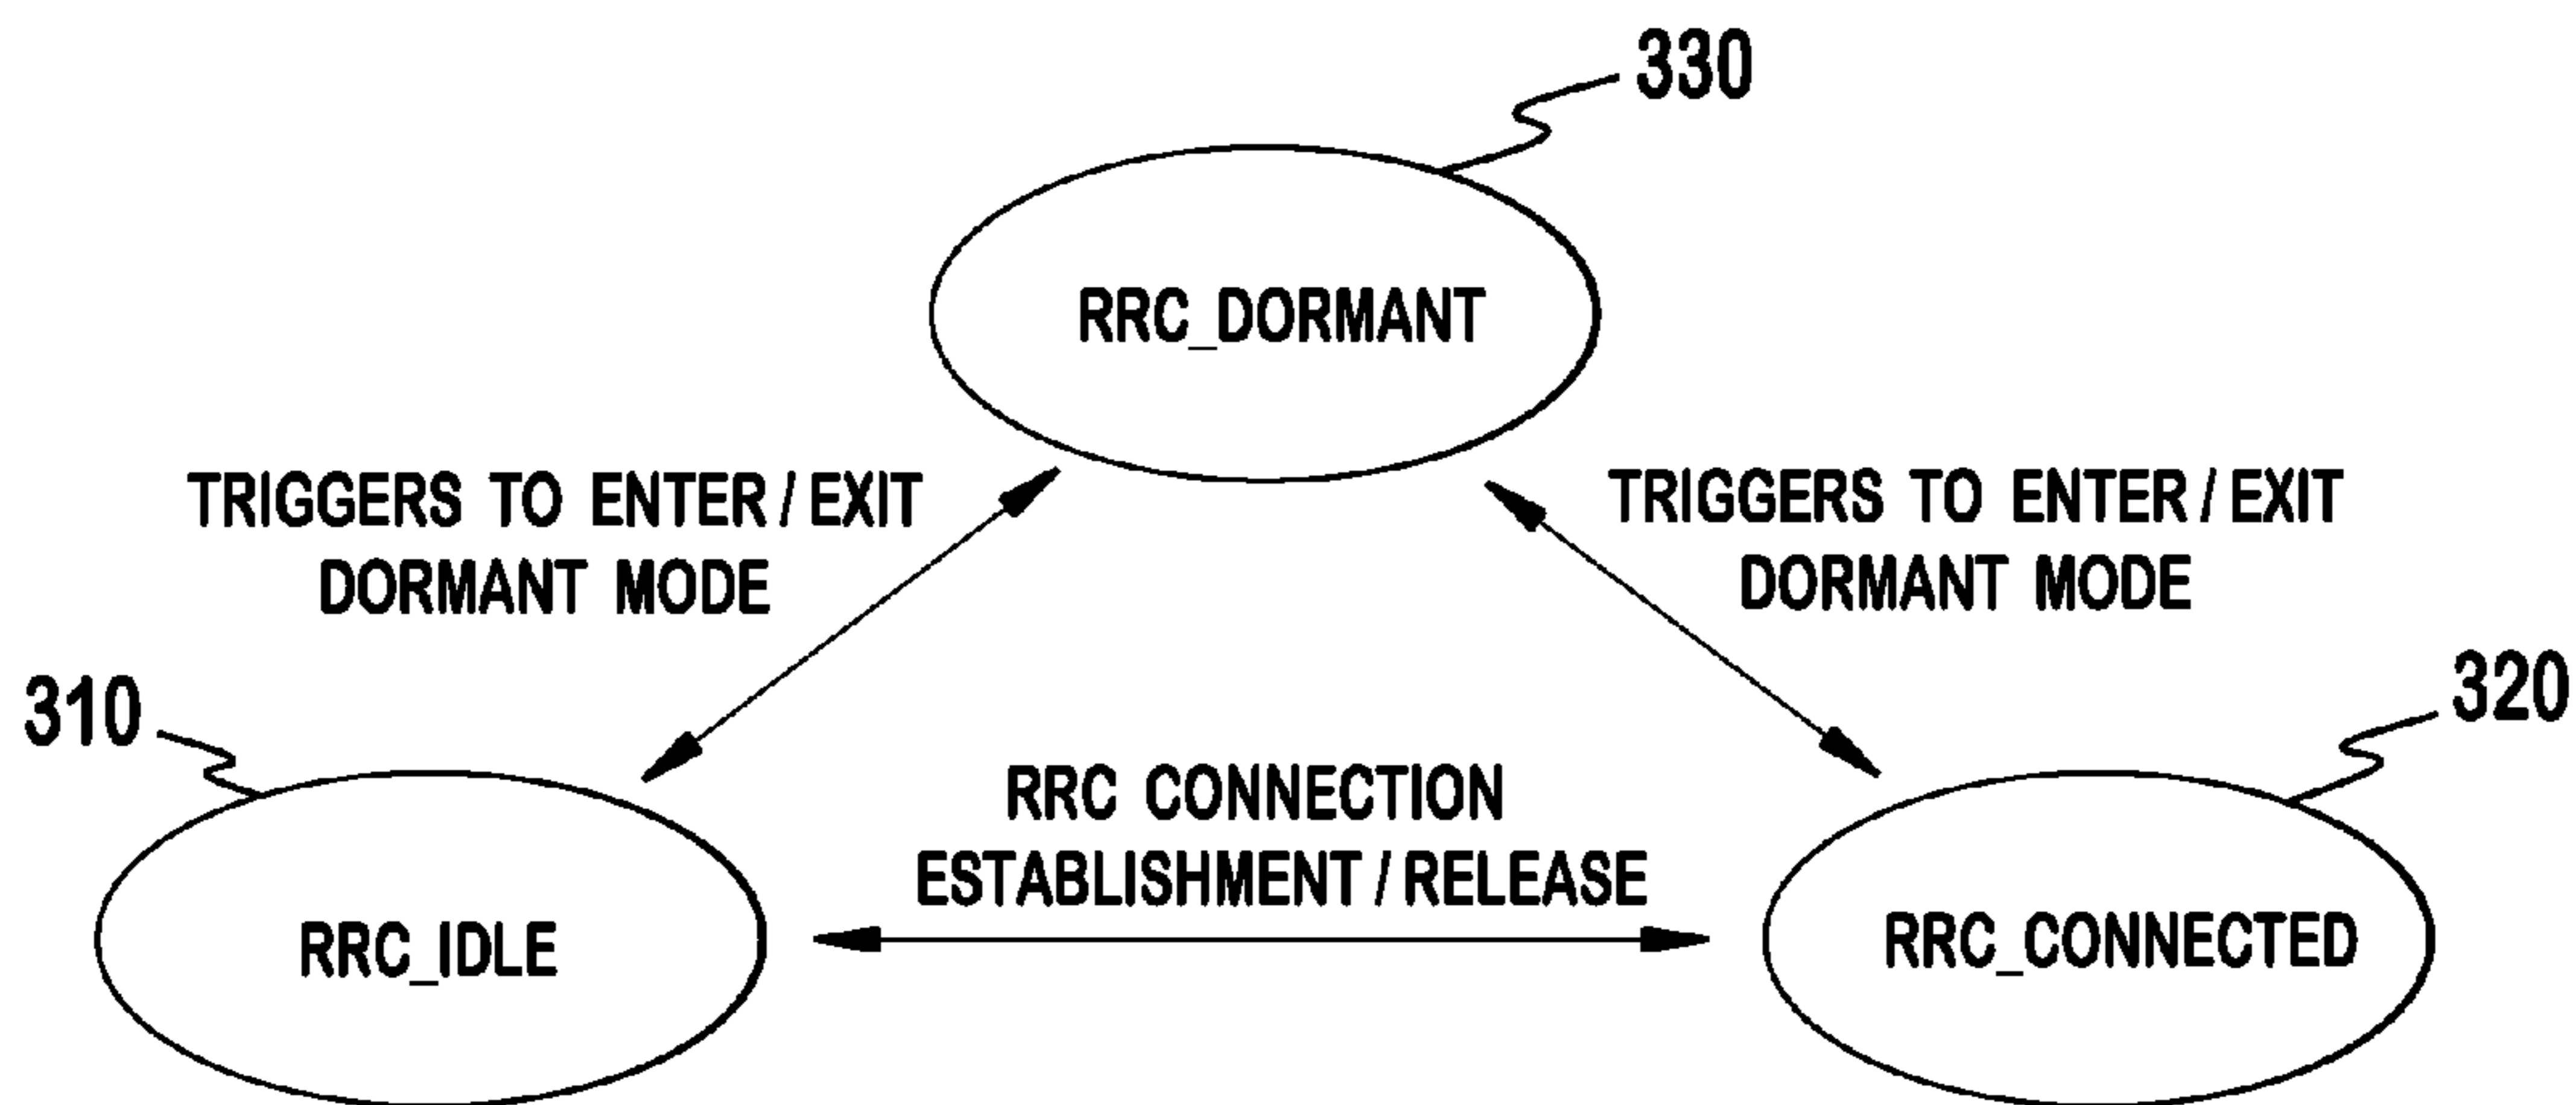 330
RRC_DORMANT
TRIGGERS TO ENTER / EXIT
DORMANT MODE
TRIGGERS TO ENTER / EXIT
DORMANT MODE
310
320
RRC CONNECTION
ESTABLISHMENT / RELEASE
RRC_IDLE
RRC_CONNECTED